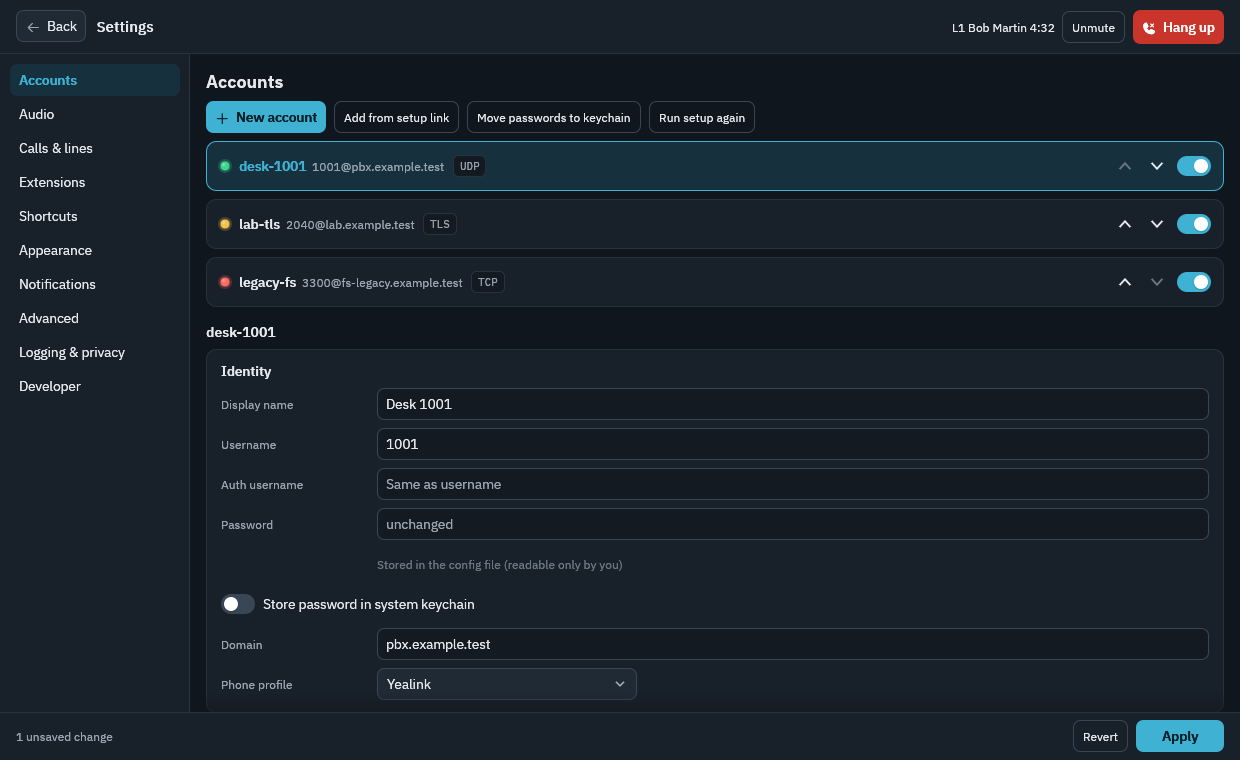 Back
Settings
L1 Bob Martin 4:32
Unmute
Hang up
Accounts
Audio
Calls & lines
Extensions
Shortcuts
Appearance
Notifications
Advanced
Logging & privacy
Developer
Accounts
New account
Add from setup link
Move passwords to keychain
Run setup again
desk-1001 1001@pbx.example.test UDP
lab-tls 2040@lab.example.test TLS
legacy-fs 3300@fs-legacy.example.test TCP
desk-1001
Identity
Display name
Desk 1001
Username
1001
Auth username
Same as username
Password
unchanged
Stored in the config file (readable only by you)
Store password in system keychain
Domain
pbx.example.test
Phone profile
Yealink
1 unsaved change
Revert
Apply